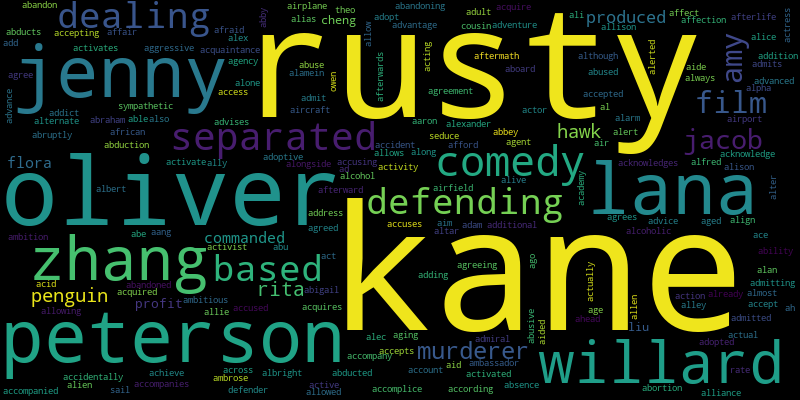 abandon dealing abby airplane theo abandoning adult acquire afterlife
alias cheng adopt advantage cousin adventure ali produced affect affection actress
abducts affair afraid allow allison alice
add accepting activates aggressive alex acquaintance although addition
jenny rusty amy admits
agree agency abuse aftermath acting alerted aide always
alamein owen afterwards aboard abused advanced
addict alone access admit agreement accepted film alpha
advance sympathetic aircraft actor al
alternate abraham able also advises aaron alexander alarm airport
abruptly african separated seduce abbey hawk alert jacob
abduction accident afford agent air acknowledges
flora activate ally adoptive alongside accusing allows along comedy alfred acknowledge
oliver ad activity alison
albert alcohol airfield alive academy lana alter
afterward defending
ambition address accuses aim adam additional agrees advice aged align
abe aang commanded agreed altar alcoholic ace
zhang activist abu act agreeing ago actually ability
acid abandoned based adding alan admitting
penguin acquired ambitious abigail rita kane age allen action already almost
profit acquires alley accept ah
allowing allie accused abusive aided ahead liu admitted
peterson alec aging admiral adopted actual
accidentally achieve across albright abducted accompany accepts murderer aid ambassador willard rate
alien accompanies ambrose active account activated abortion
accompanied sail defender allowed accomplice according absence alliance